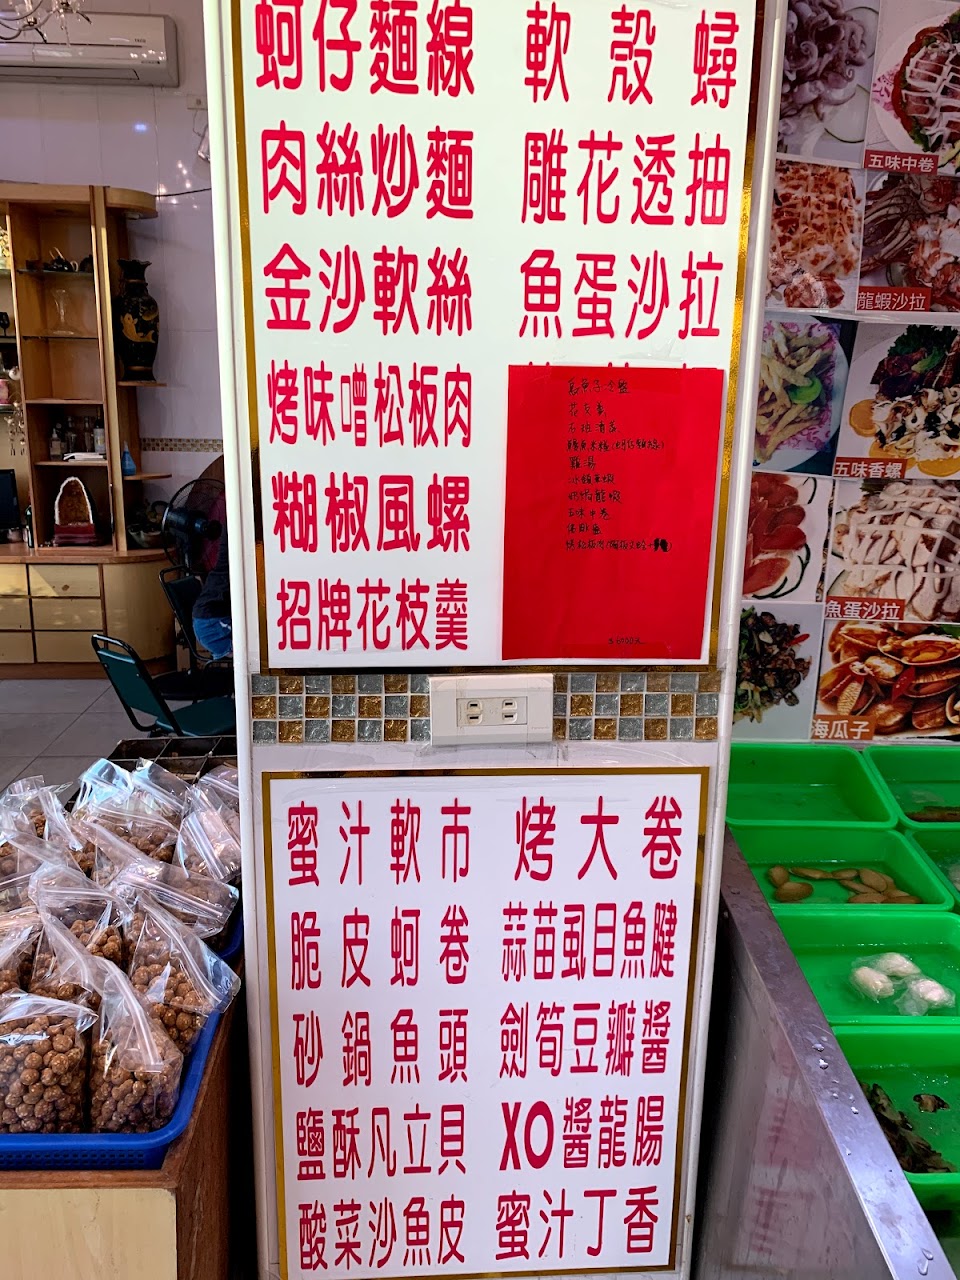 蚵仔麵線
肉絲炒麵
金沙軟絲
烤味噌松板肉
糊椒風螺
招牌花枝羹
軟殼蟳
雕花透抽
魚蛋沙拉
五味中卷
龍蝦沙拉
五味香螺
魚蛋沙拉
海瓜子
蜜汁軟市
脆皮蚵卷
砂鍋魚頭
鹽酥凡立貝
酸菜沙魚皮
烤大卷
蒜苗虱目魚腱
劍筍豆瓣醬
XO醬龍腸
蜜汁丁香